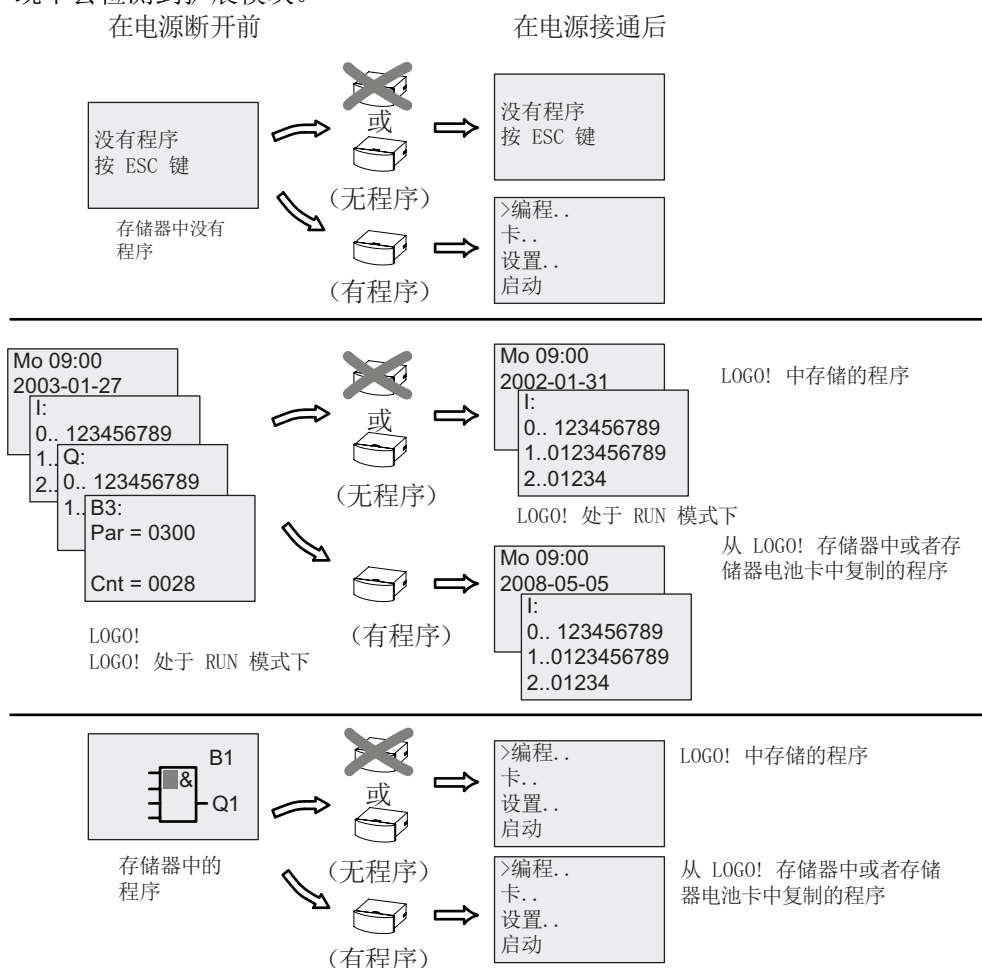 在电源断开前
在电源接通后
没有程序
按 ESC 键
存储器中没有
程序
或
(无程序)
(有程序)
没有程序
按 ESC 键
>编程..
卡..
设置..
启动
Mo 09:00
2003-01-27
I:
0.. 123456789
1..
2..
Q:
0.. 123456789
1..
B3:
Par = 0300
Cnt = 0028
LOGO!
LOGO! 处于 RUN 模式下
或
(无程序)
(有程序)
Mo 09:00
2002-01-31
I:
0.. 123456789
1..0123456789
2..01234
LOGO! 中存储的程序
LOGO! 处于 RUN 模式下
Mo 09:00
2008-05-05
I:
0.. 123456789
1..0123456789
2..01234
从 LOGO! 存储器中或者存
储器电池卡中复制的程序
B1
&
Q1
存储器中的
程序
或
(无程序)
(有程序)
>编程..
卡..
设置..
启动
LOGO! 中存储的程序
>编程..
卡..
设置..
启动
从 LOGO! 存储器中或者存储
器电池卡中复制的程序